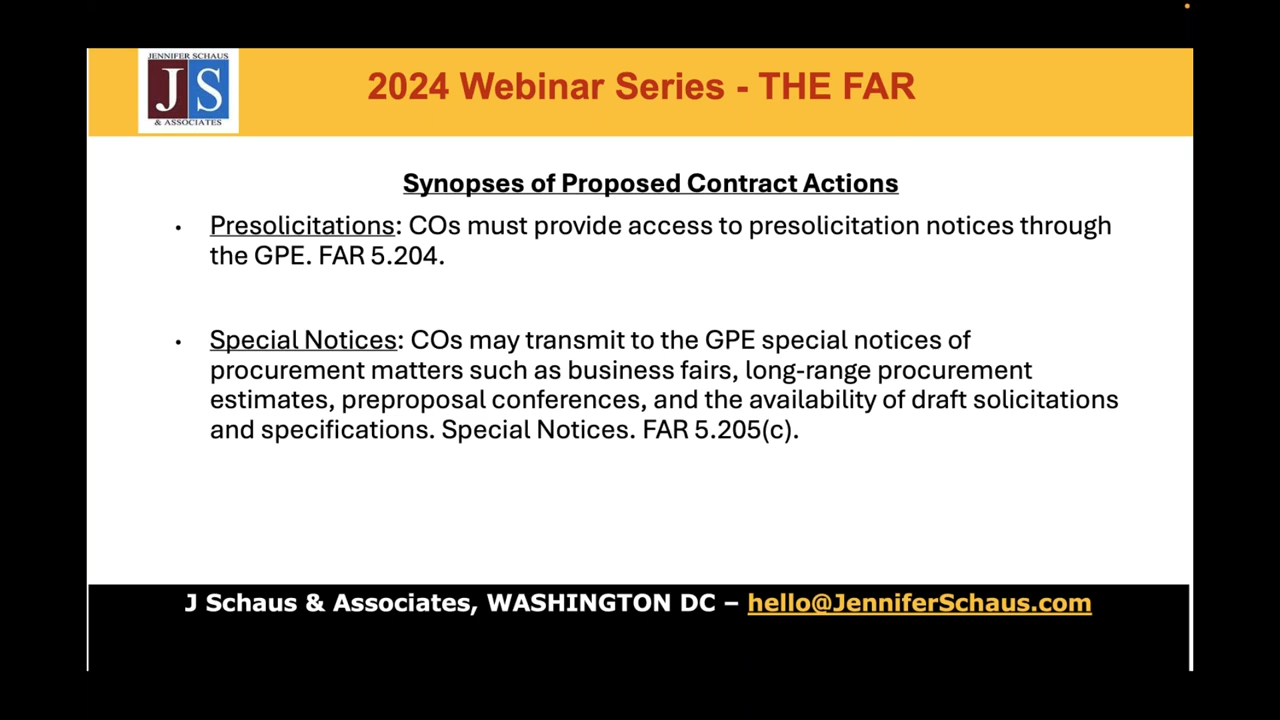 JENNIFER SCHAUS
JS
& ASSOCIATES
2024 Webinar Series - THE FAR
Synopses of Proposed Contract Actions
• Presolicitations: COs must provide access to presolicitation notices through
the GPE. FAR 5.204.
• Special Notices: COs may transmit to the GPE special notices of
procurement matters such as business fairs, long-range procurement
estimates, preproposal conferences, and the availability of draft solicitations
and specifications. Special Notices. FAR 5.205(c).
J Schaus & Associates, WASHINGTON DC – hello@JenniferSchaus.com